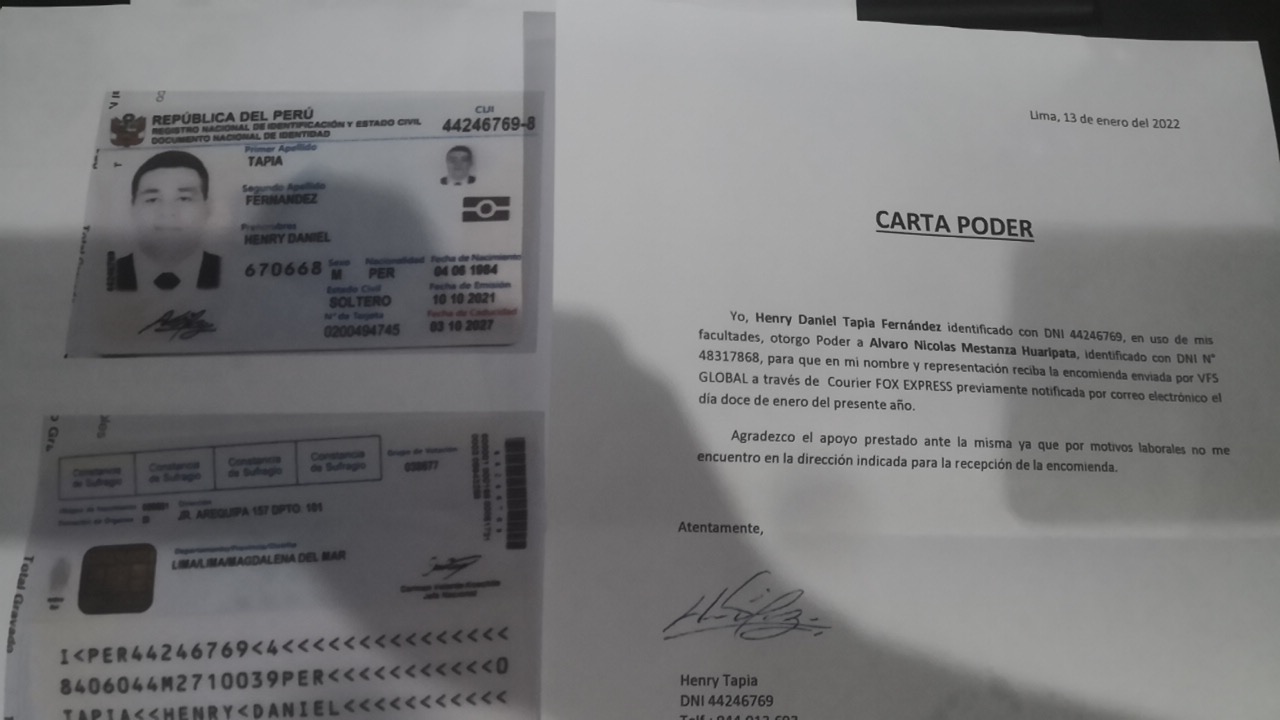 REPÚBLICA DEL PERÚ
REGISTRO NACIONAL DE IDENTIFICACIÓN Y ESTADO CIVIL
DOCUMENTO NACIONAL DE IDENTIDAD
CUI
44246769-8
Primer Apellido
TAPIA
Segundo Apellido
FERNANDEZ
Prenombres
HENRY DANIEL
670668
Sexo
M
Nacionalidad
PER
Fecha de Nacimiento
04 06 1984
Estado Civil
SOLTERO
Fecha de Emisión
10 10 2021
Nº de Tarjeta
0200494745
Fecha de Caducidad
03 10 2027
Constancia de Sufragio
Constancia de Sufragio
Constancia de Sufragio
Constancia de Sufragio
Grupo de Votación
Dirección
JR. AREQUIPA 157 DPTO. 101
Departamento/Provincia/Distrito
LIMA/LIMA/MAGDALENA DEL MAR
Jefe Nacional
Total Gravado
I<PER44246769<4<<<<<<<<<<<<<<<
8406044M2710039PER<<<<<<<<<<<0
TAPIA<<HENRY<DANIEL<<<<<<<<<<
Lima, 13 de enero del 2022
CARTA PODER
Yo, Henry Daniel Tapia Fernández identificado con DNI 44246769, en uso de mis
facultades, otorgo Poder a Alvaro Nicolas Mestanza Huaripata, identificado con DNI N°
48317868, para que en mi nombre y representación reciba la encomienda enviada por VFS
GLOBAL a través de Courier FOX EXPRESS previamente notificada por correo electrónico el
día doce de enero del presente año.
Agradezco el apoyo prestado ante la misma ya que por motivos laborales no me
encuentro en la dirección indicada para la recepción de la encomienda.
Atentamente,
Henry Tapia
DNI 44246769